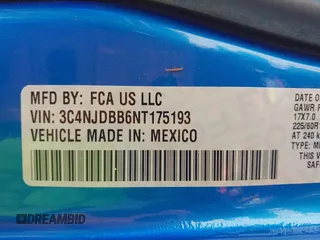 MFD BY: FCA US LLC
VIN: 3C4NJDBB6NT175193
VEHICLE MADE IN: MEXICO
GAWR
17X7.0
225/60R
AT 240 k
THIS VE
SAF
TYPE: M
DREAMBID